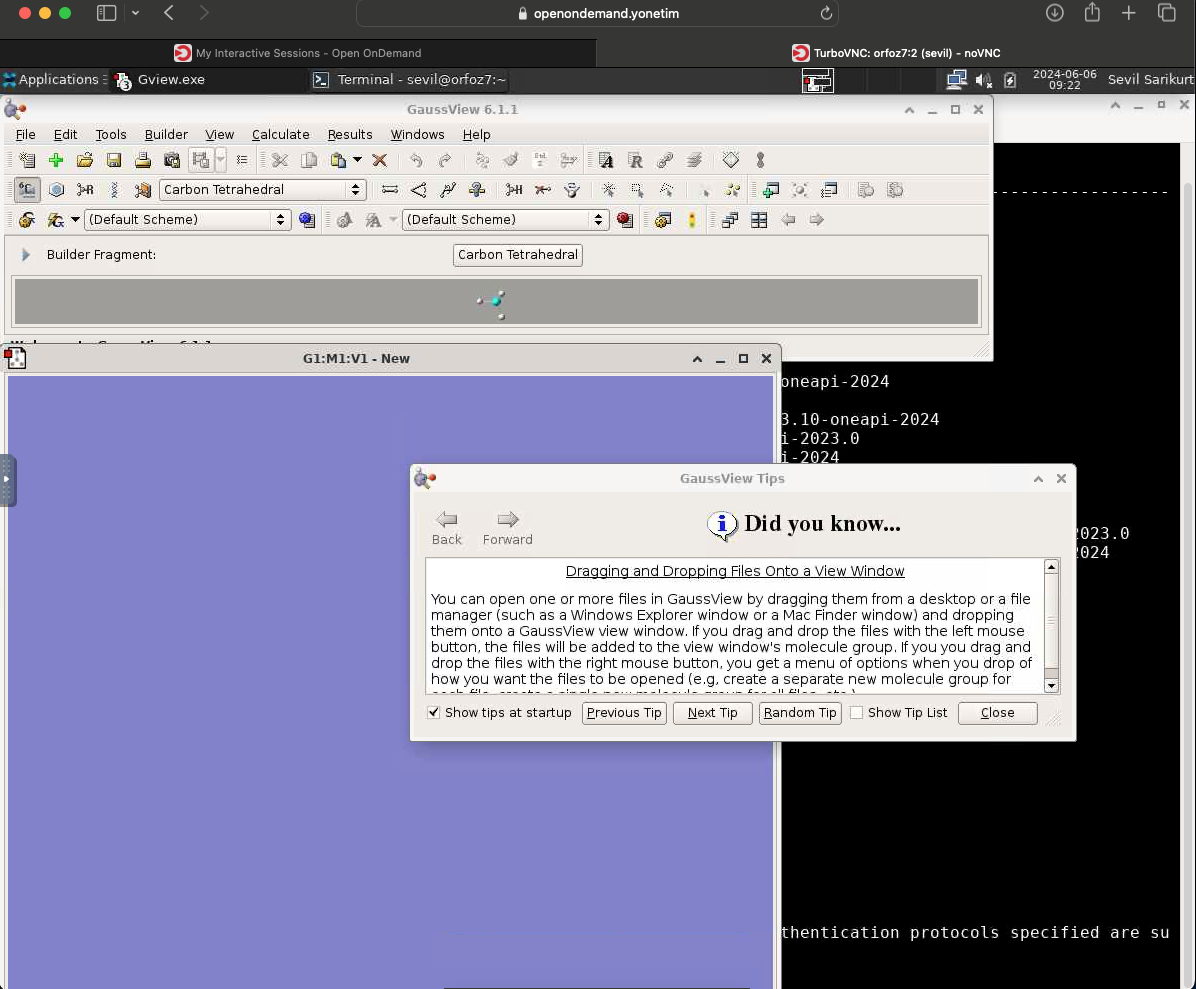 openondemand.yonetim
My Interactive Sessions - Open OnDemand
TurboVNC: orfoz7:2 (sevil) - noVNC
Applications
Gview.exe
Terminal - sevil@orfoz7:~
2024-06-06
09:22
Sevil Sarikurt
GaussView 6.1.1
File Edit Tools Builder View Calculate Results Windows Help
Carbon Tetrahedral
(Default Scheme)
(Default Scheme)
Builder Fragment:
Carbon Tetrahedral
------------------
G1:M1:V1 - New
oneapi-2024
3.10-oneapi-2024
i-2023.0
i-2024
2023.0
2024
GaussView Tips
Back
Forward
Did you know...
Dragging and Dropping Files Onto a View Window
You can open one or more files in GaussView by dragging them from a desktop or a file
manager (such as a Windows Explorer window or a Mac Finder window) and dropping
them onto a GaussView view window. If you drag and drop the files with the left mouse
button, the files will be added to the view window's molecule group. If you you drag and
drop the files with the right mouse button, you get a menu of options when you drop of
how you want the files to be opened (e.g, create a separate new molecule group for
Show tips at startup
Previous Tip
Next Tip
Random Tip
Show Tip List
Close
thentication protocols specified are su